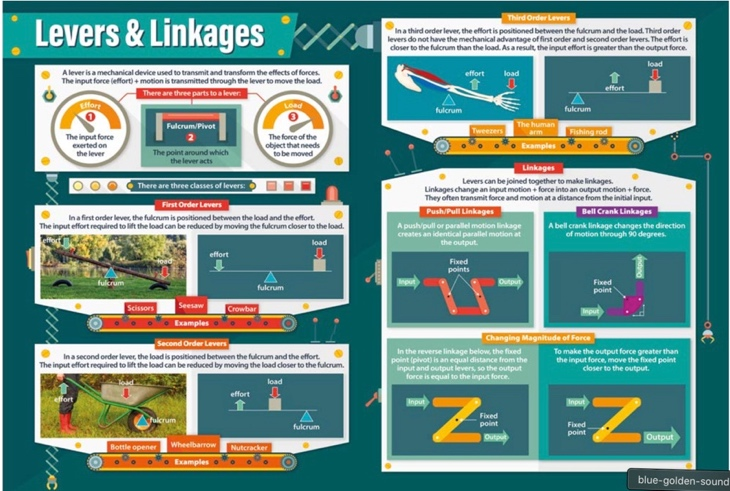 Levers & Linkages
A lever is a mechanical device used to transmit and transform the effects of forces.
The input force (effort) + motion is transmitted through the lever to move the load.
There are three parts to a lever:
Effort
1
The input force
exerted on
the lever
Fulcrum/Pivot
2
The point around which
the lever acts
Load
3
The force of the
object that needs
to be moved
There are three classes of levers:
First Order Levers
In a first order lever, the fulcrum is positioned between the load and the effort.
The input effort required to lift the load can be reduced by moving the fulcrum closer to the load.
effort
load
fulcrum
effort
load
fulcrum
Scissors
Seesaw
Crowbar
Examples
Second Order Levers
In a second order lever, the load is positioned between the fulcrum and the effort.
The input effort required to lift the load can be reduced by moving the load closer to the fulcrum.
effort
load
fulcrum
effort
load
fulcrum
Bottle opener
Wheelbarrow
Nutcracker
Examples
Third Order Levers
In a third order lever, the effort is positioned between the fulcrum and the load. Third order
levers do not have the mechanical advantage of first order and second order levers. The effort is
closer to the fulcrum than the load. As a result, the input effort is greater than the output force.
effort
load
fulcrum
effort
load
fulcrum
Tweezers
The human
arm
Fishing rod
Examples
Linkages
Levers can be joined together to make linkages.
Linkages change an input motion + force into an output motion + force.
They often transmit force and motion at a distance from the initial input.
Push/Pull Linkages
A push/pull or parallel motion linkage
creates an identical parallel motion at
the output.
Input
Fixed
points
Output
Bell Crank Linkages
A bell crank linkage changes the direction
of motion through 90 degrees.
Output
Fixed
point
Input
Changing Magnitude of Force
In the reverse linkage below, the fixed
point (pivot) is an equal distance from the
input and output levers, so the output
force is equal to the input force.
Input
Fixed
point
Output
To make the output force greater than
the input force, move the fixed point
closer to the output.
Input
Fixed
point
Output
blue-golden-sound